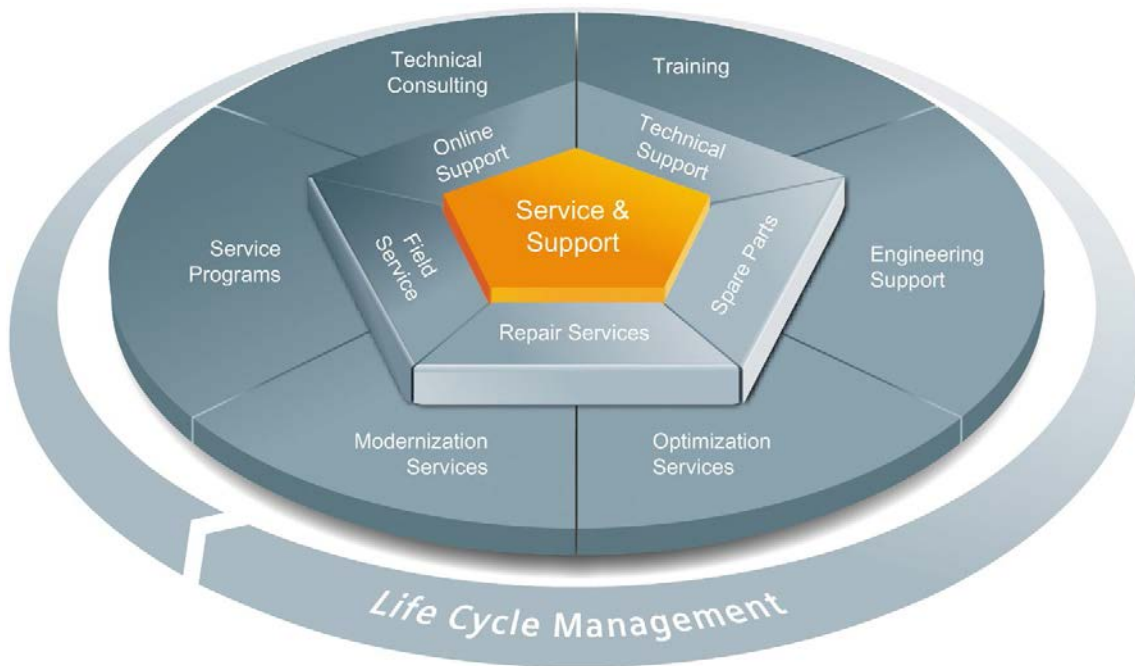 Technical
Consulting
Training
Online
Support
Technical
Support
Service &
Support
Service
Programs
Field
Service
Spare Parts
Engineering
Support
Repair Services
Modernization
Services
Optimization
Services
Life Cycle Management